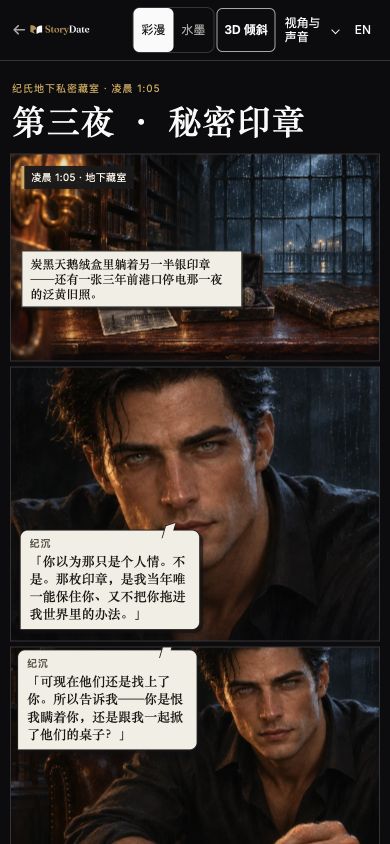 StoryDate
彩漫
水墨
3D 倾斜
视角与
声音
EN
纪氏地下私密藏室 · 凌晨 1:05
第三夜 · 秘密印章
凌晨 1:05 · 地下藏室
炭黑天鹅绒盒里躺着另一半银印章
——还有一张三年前港口停电那一夜
的泛黄旧照。
纪沉
「你以为那只是个人情。不
是。那枚印章，是我当年唯
一能保住你、又不把你拖进
我世界里的办法。」
纪沉
「可现在他们还是找上了
你。所以告诉我——你是恨
我瞒着你，还是跟我一起掀
了他们的桌子？」